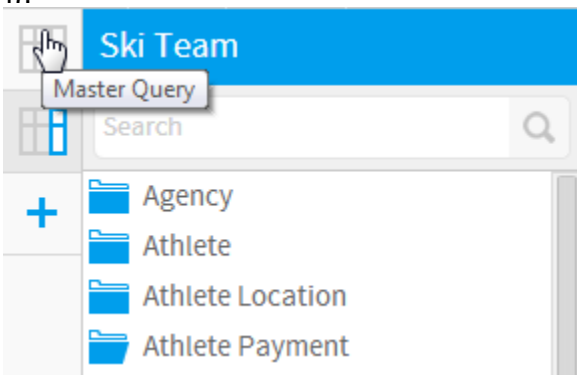 Ski Team
Master Query
Search
Agency
Athlete
Athlete Location
Athlete Payment